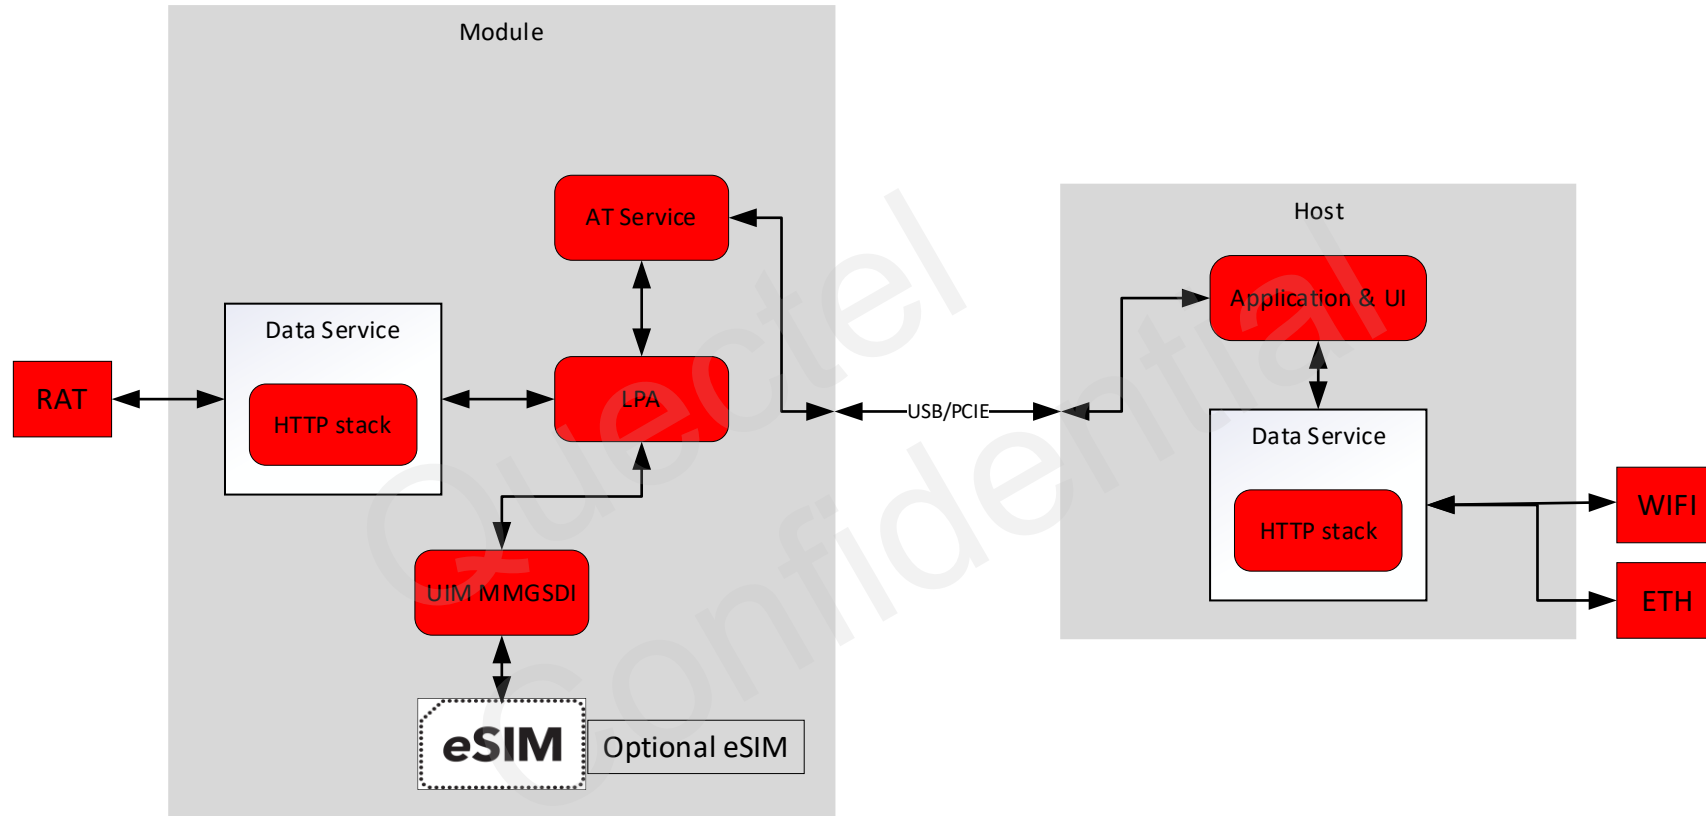 Module
AT Service
Data Service
HTTP stack
RAT
LPA
UIM MMGSDI
eSIM
Optional eSIM
USB/PCIE
Host
Application & UI
Data Service
HTTP stack
WIFI
ETH
Quectel
Confidential